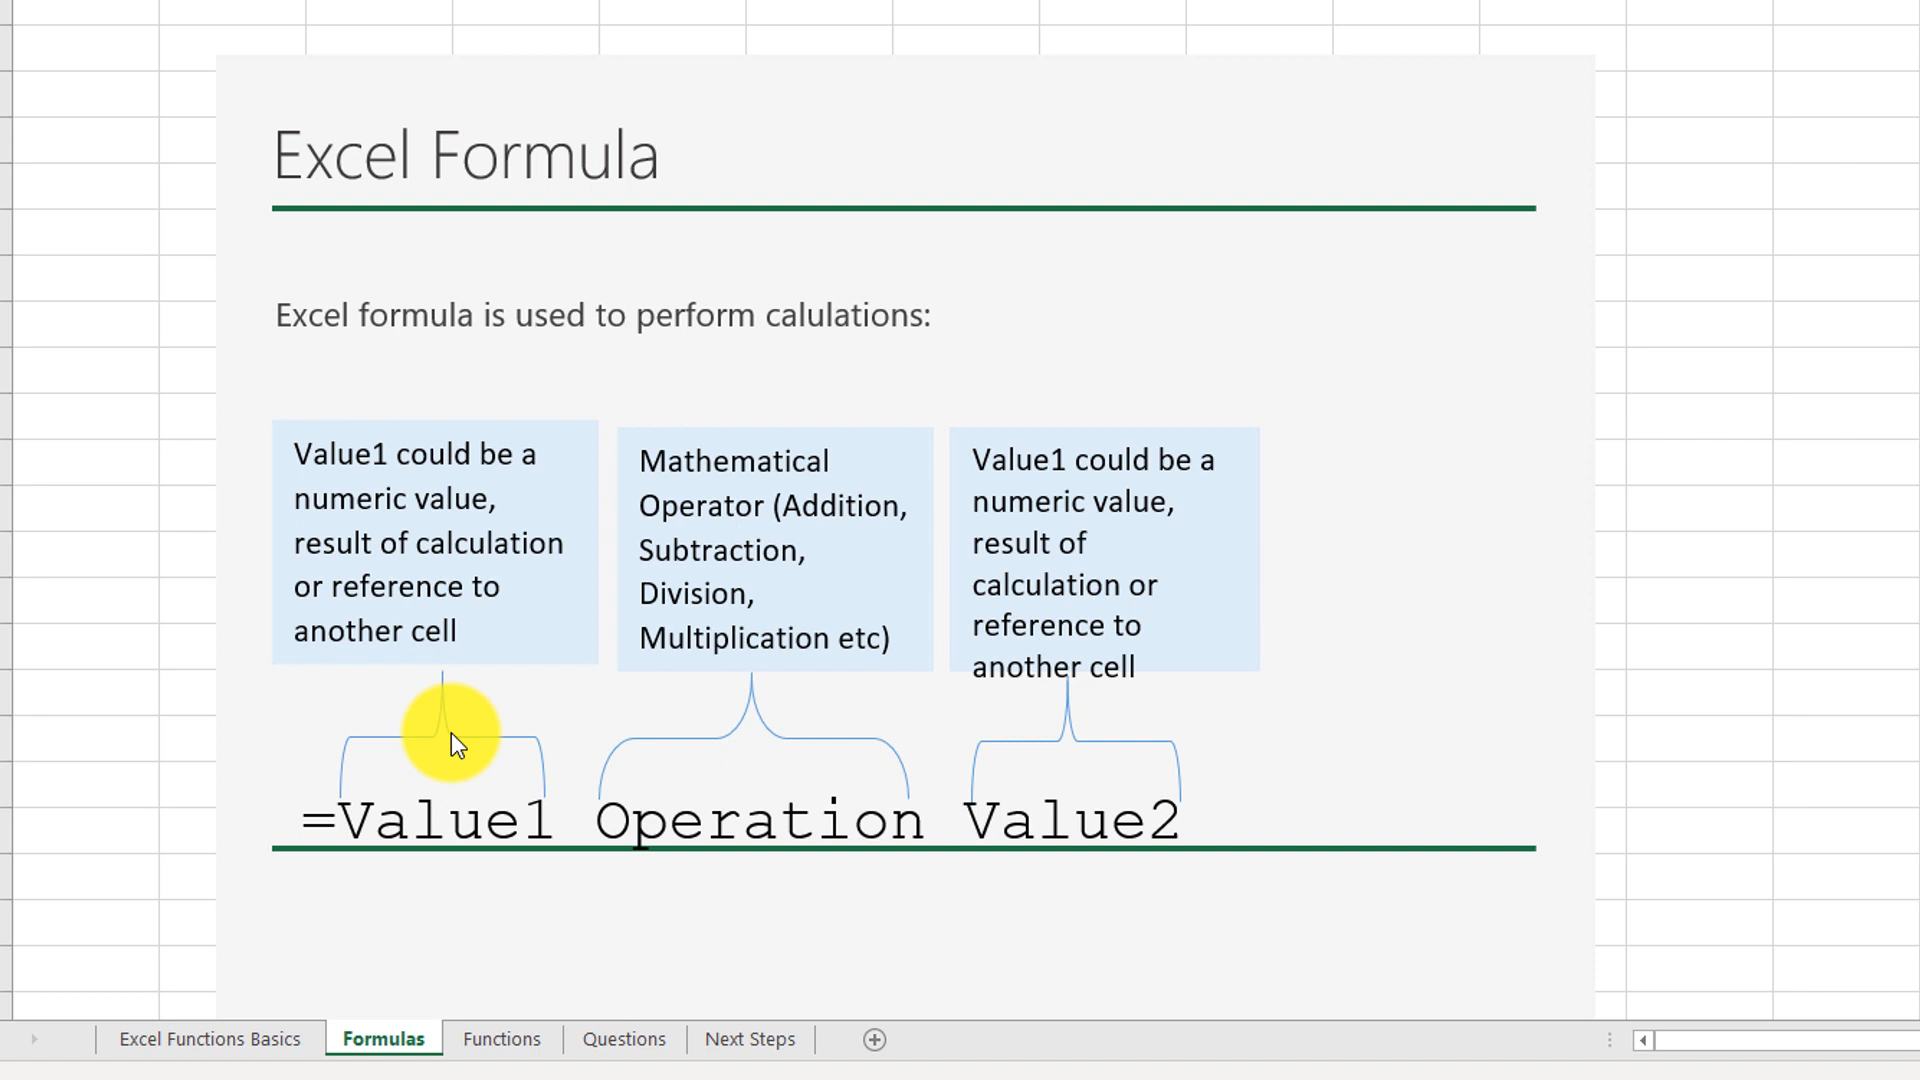 Excel Formula
Excel formula is used to perform calulations:
Value1 could be a
numeric value,
result of calculation
or reference to
another cell
Mathematical
Operator (Addition,
Subtraction,
Division,
Multiplication etc)
Value1 could be a
numeric value,
result of
calculation or
reference to
another cell
=Value1 Operation Value2
Excel Functions Basics
Formulas
Functions
Questions
Next Steps